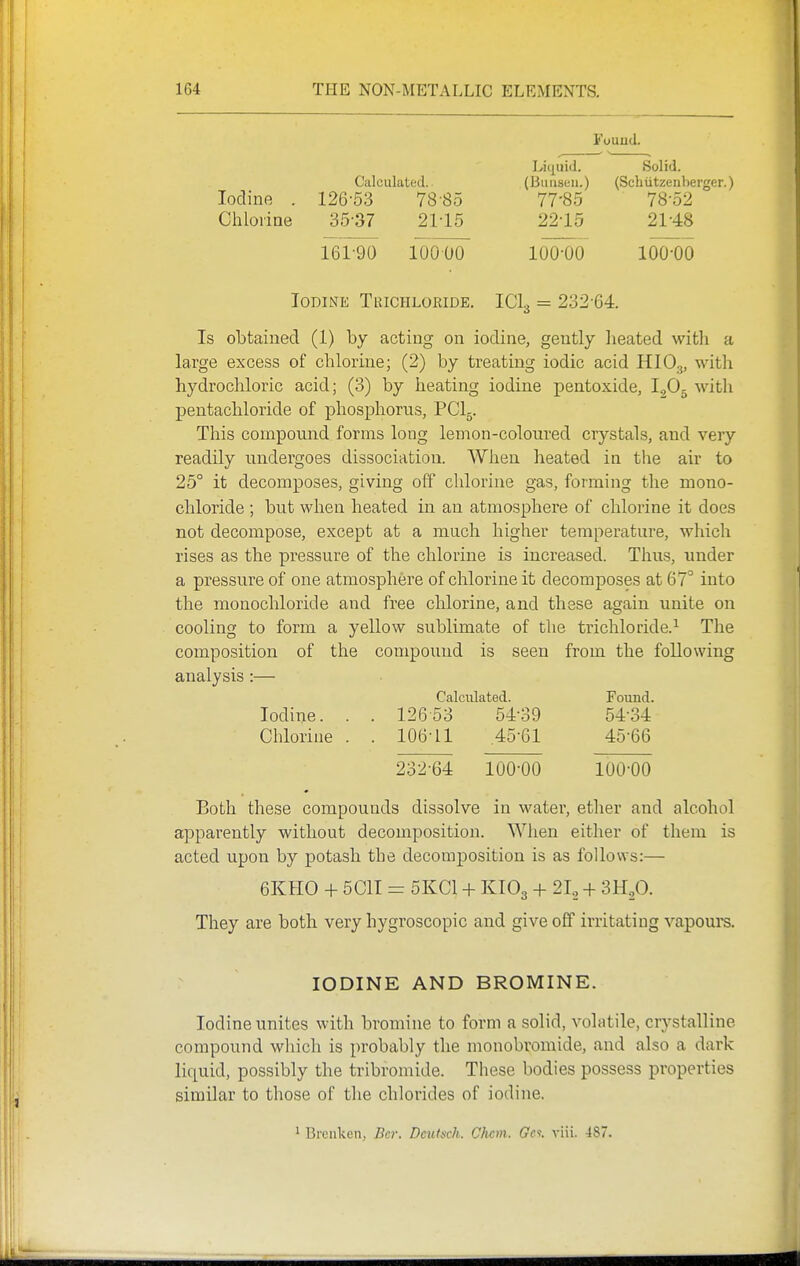 164 THE NON-METALLIC ELEMENTS.
Found.
Liquid. Solid.
Calculated. (Bunsen.) (Schützenberger.)
Iodine . 126·53 78·85 77·85 78·52
Chlorine 35·37 21·15 22·15 21·48
161·90 100·00 100·00 100·00
IODINE TRICHLORIDE. ICl₃ = 232·64.
Is obtained (1) by acting on iodine, gently heated with a
large excess of chlorine; (2) by treating iodic acid HIO₃, with
hydrochloric acid; (3) by heating iodine pentoxide, I₂O₅ with
pentachloride of phosphorus, PCl₅.
This compound forms long lemon-coloured crystals, and very
readily undergoes dissociation. When heated in the air to
25° it decomposes, giving off chlorine gas, forming the mono-
chloride ; but when heated in an atmosphere of chlorine it does
not decompose, except at a much higher temperature, which
rises as the pressure of the chlorine is increased. Thus, under
a pressure of one atmosphere of chlorine it decomposes at 67° into
the monochloride and free chlorine, and these again unite on
cooling to form a yellow sublimate of the trichloride.¹ The
composition of the compound is seen from the following
analysis :—
Calculated. Found.
Iodine. . . 126·53 54·39 54·34
Chlorine . . 106·11 45·61 45·66
232·64 100·00 100·00
Both these compounds dissolve in water, ether and alcohol
apparently without decomposition. When either of them is
acted upon by potash the decomposition is as follows:—
6KHO + 5ClI = 5KCl + KIO₃ + 2I₂ + 3H₂O.
They are both very hygroscopic and give off irritating vapours.
IODINE AND BROMINE.
Iodine unites with bromine to form a solid, volatile, crystalline
compound which is probably the monobromide, and also a dark
liquid, possibly the tribromide. These bodies possess properties
similar to those of the chlorides of iodine.
¹ Brenken, Ber. Deutsch. Chem. Ges. viii. 487.